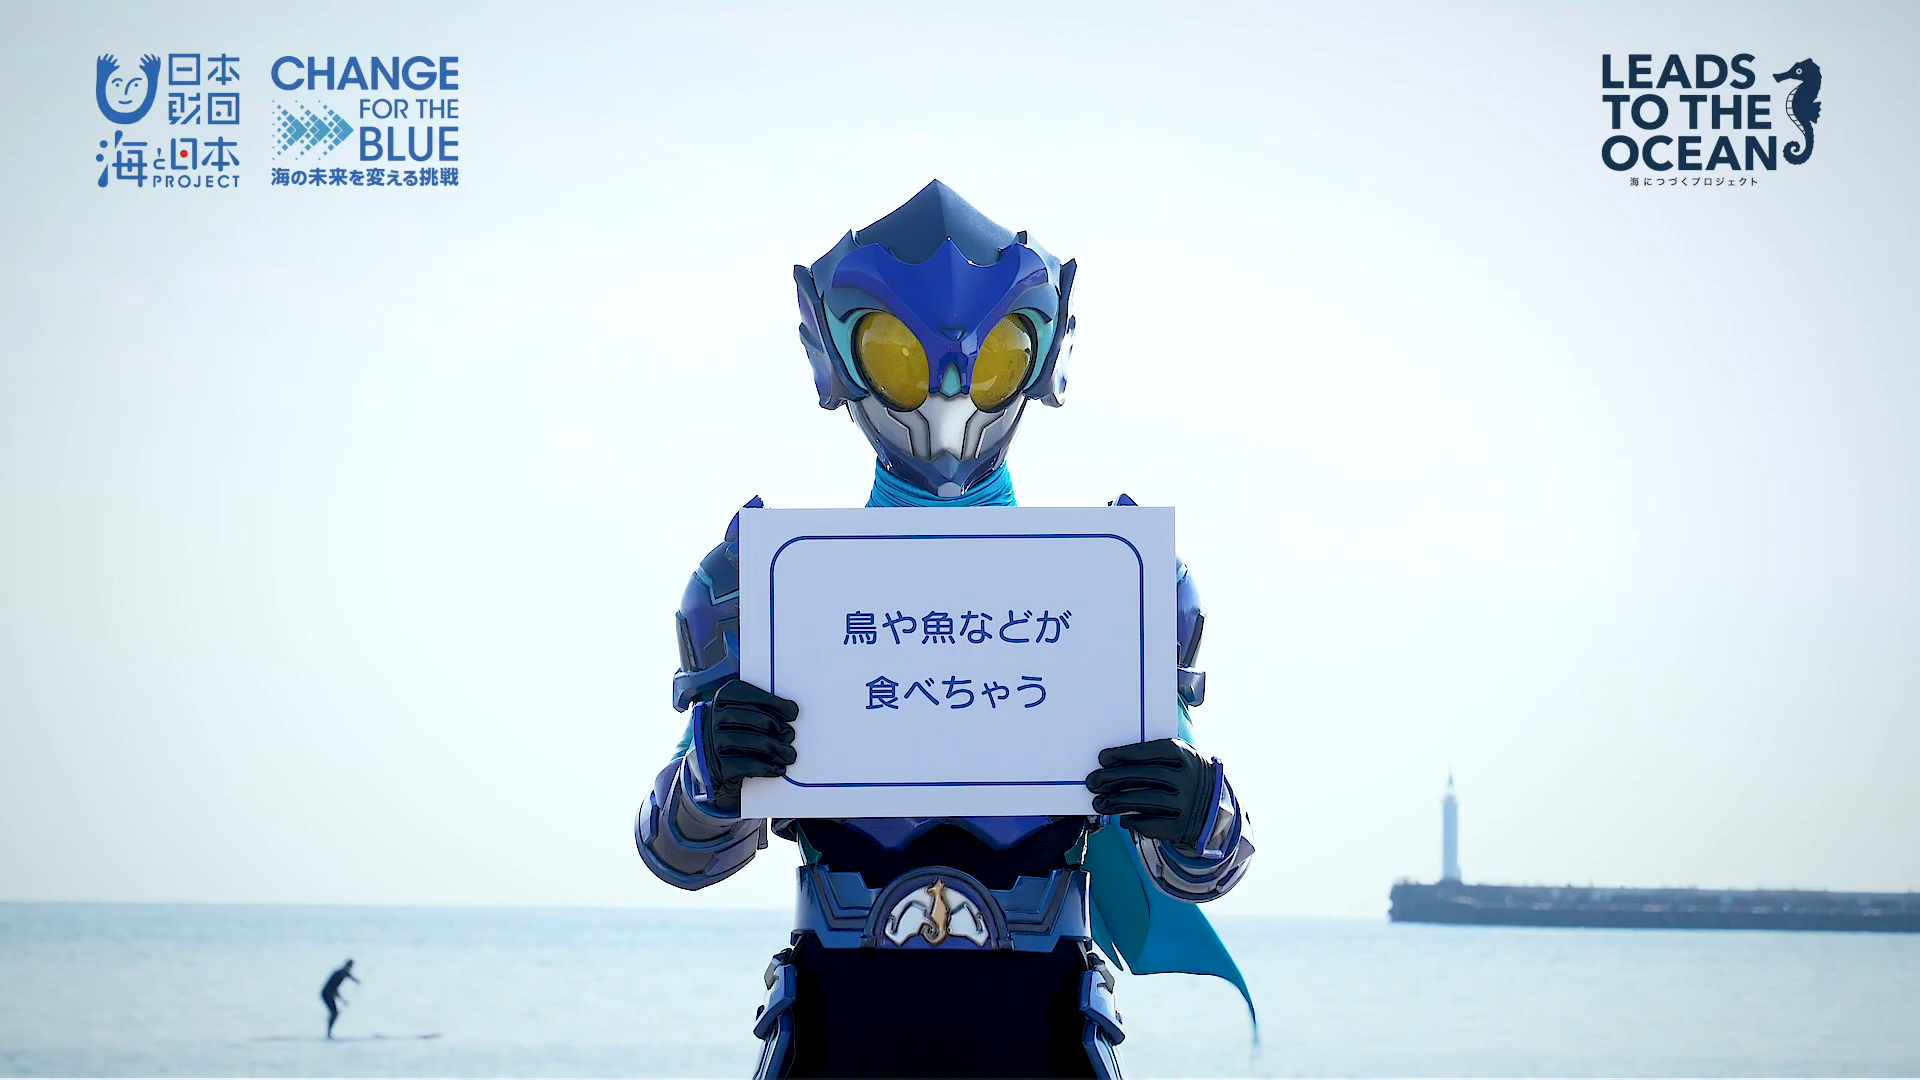 日本
財団
海と日本
PROJECT
CHANGE
FOR THE
BLUE
海の未来を変える挑戦
LEADS
TO THE
OCEAN
海につづくプロジェクト
鳥や魚などが
食べちゃう